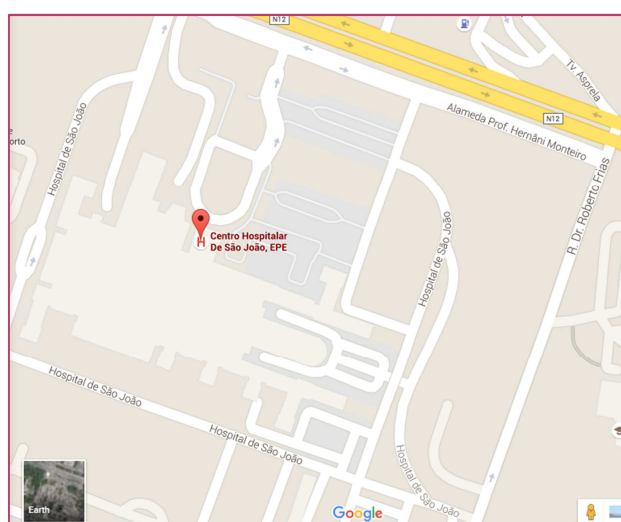 N12
Tv. Asprela
N12
Alameda Prof. Hernâni Monteiro
Hospital de São João
orto
R. Dr. Roberto Frias
Hospital de São João
Centro Hospitalar
De São João, EPE
H
Hospital de São João
Hospital de São João
Hospital de São João
Earth
Google